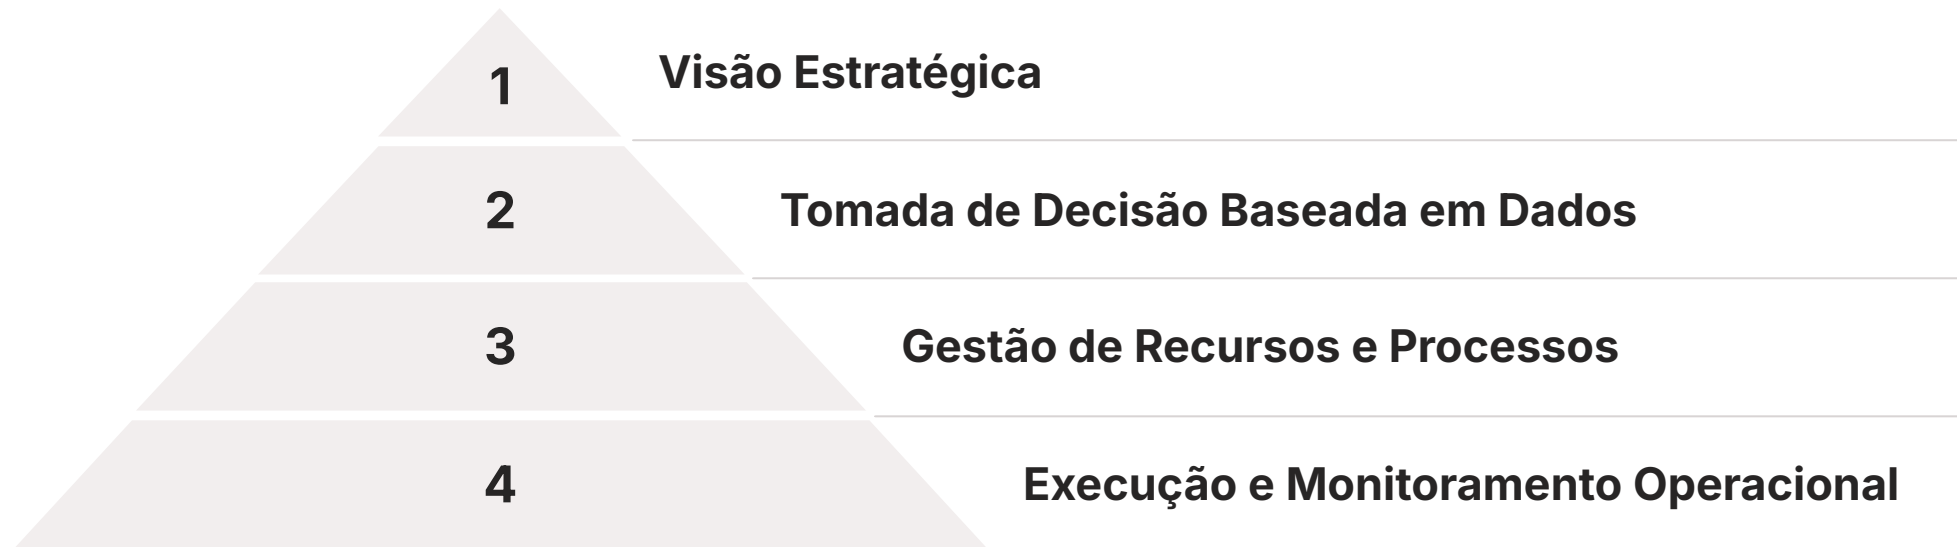 1
Visão Estratégica
2
Tomada de Decisão Baseada em Dados
3
Gestão de Recursos e Processos
4
Execução e Monitoramento Operacional